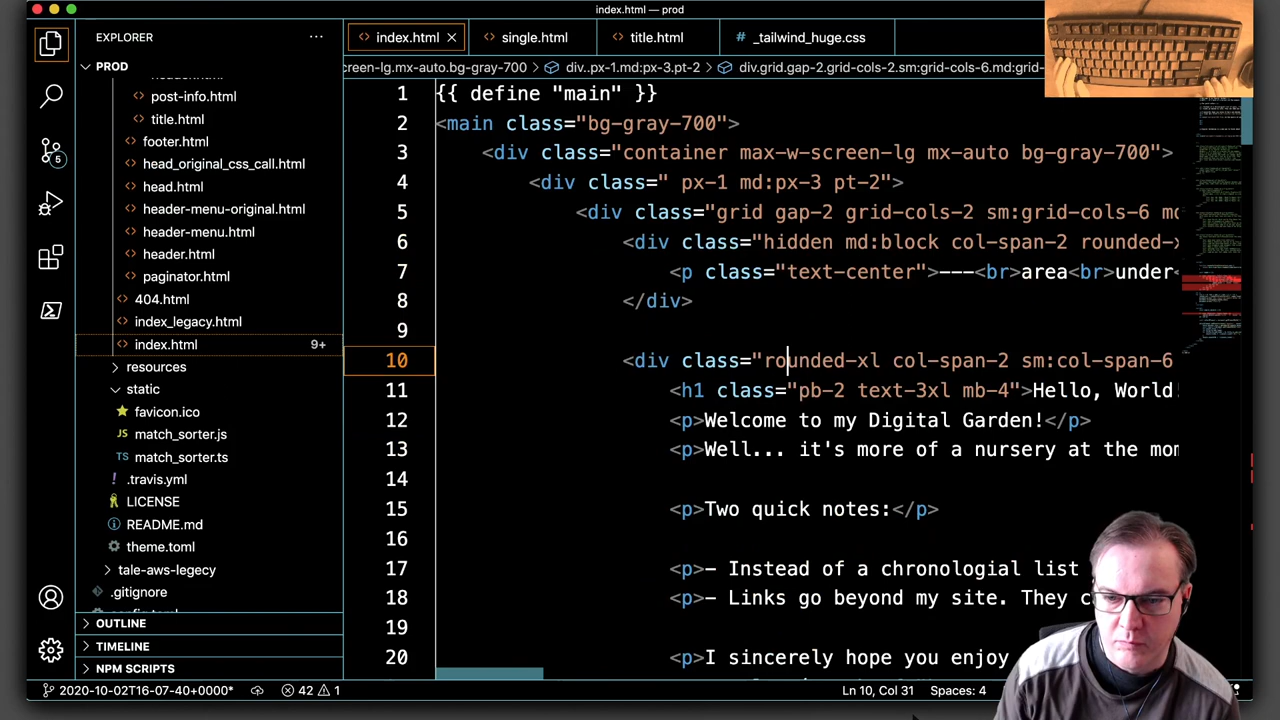 index.html — prod
EXPLORER
PROD
post-info.html
title.html
footer.html
head_original_css_call.html
head.html
header-menu-original.html
header-menu.html
header.html
paginator.html
404.html
index_legacy.html
index.html 9+
resources
static
favicon.ico
JS match_sorter.js
TS match_sorter.ts
.travis.yml
LICENSE
README.md
theme.toml
tale-aws-legacy
.gitignore
OUTLINE
TIMELINE
NPM SCRIPTS
5
index.html
single.html
title.html
# _tailwind_huge.css
creen-lg.mx-auto.bg-gray-700 > div..px-1.md:px-3.pt-2 > div.grid.gap-2.grid-cols-2.sm:grid-cols-6.md:grid-
1 {{ define "main" }}
2 <main class="bg-gray-700">
3 <div class="container max-w-screen-lg mx-auto bg-gray-700">
4 <div class=" px-1 md:px-3 pt-2">
5 <div class="grid gap-2 grid-cols-2 sm:grid-cols-6 md
6 <div class="hidden md:block col-span-2 rounded-x
7 <p class="text-center">---<br>area<br>under<
8 </div>
9
10 <div class="rounded-xl col-span-2 sm:col-span-6
11 <h1 class="pb-2 text-3xl mb-4">Hello, World!
12 <p>Welcome to my Digital Garden!</p>
13 <p>Well... it's more of a nursery at the mom
14
15 <p>Two quick notes:</p>
16
17 <p>- Instead of a chronologial list
18 <p>- Links go beyond my site. They c
19
20 <p>I sincerely hope you enjoy
2020-10-02T16-07-40+0000* 42 1
Ln 10, Col 31 Spaces: 4